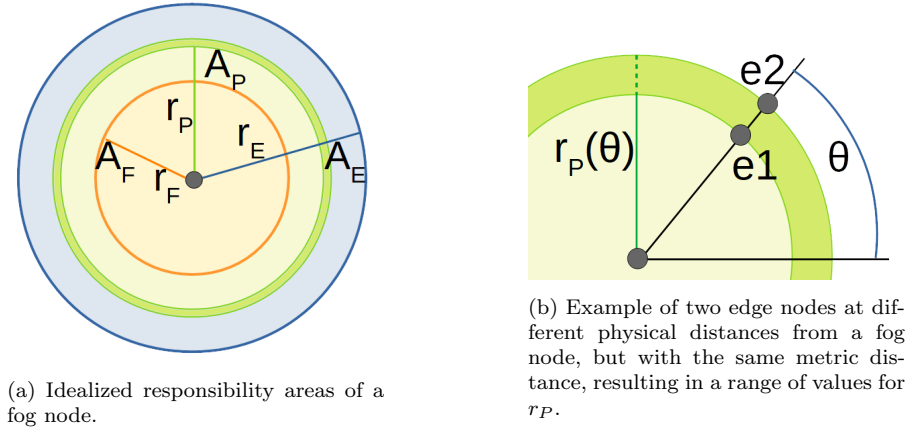 A_P
r_P
r_E
A_F
A_E
r_F
e2
r_P(θ)
e1
θ
(a) Idealized responsibility areas of a
fog node.
(b) Example of two edge nodes at dif-
ferent physical distances from a fog
node, but with the same metric dis-
tance, resulting in a range of values for
r_P.